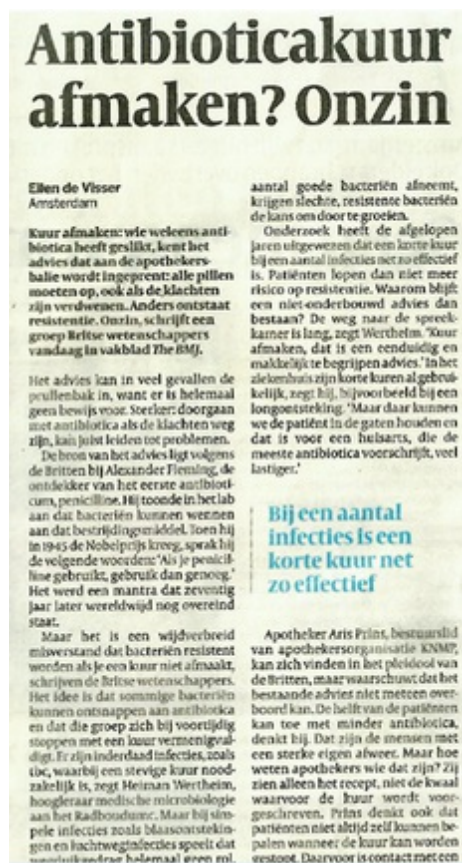 Antibioticakuur
afmaken? Onzin
Ellen de Visser
Amsterdam
Kuur afmaken: wie weleens anti-
biotica heeft geslikt, kent het
advies dat aan de apothekers-
balie wordt ingeprent: alle pillen
moeten op, ook als de klachten
zijn verdwenen. Anders ontstaat
resistentie. Onzin, schrijft een
groep Britse wetenschappers
vandaag in vakblad The BMJ.
Het advies kan in veel gevallen de
prullenbak in, want er is helemaal
geen bewijs voor. Sterker: doorgaan
met antibiotica als de klachten weg
zijn, kan juist leiden tot problemen.
De bron van het advies ligt volgens
de Britten bij Alexander Fleming, de
ontdekker van het eerste antibioti-
cum, penicilline. Hij toonde in het lab
aan dat bacteriën kunnen wennen
aan dat bestrijdingsmiddel. Toen hij
in 1945 de Nobelprijs kreeg, sprak hij
de volgende woorden: 'Als je penicil-
line gebruikt, gebruik dan genoeg.'
Het werd een mantra dat zeventig
jaar later wereldwijd nog overeind
staat.
Maar het is een wijdverbreid
misverstand dat bacteriën resistent
worden als je een kuur niet afmaakt,
schrijven de Britse wetenschappers.
Het idee is dat sommige bacteriën
kunnen ontsnappen aan antibiotica
en dat die groep zich bij voortijdig
stoppen met een kuur vermenigvul-
digt. Er zijn inderdaad infecties, zoals
tbc, waarbij een stevige kuur nood-
zakelijk is, zegt Heiman Wertheim,
hoogleraar medische microbiologie
aan het Radboudumc. Maar bij sim-
pele infecties zoals blaasontstekin-
gen en luchtweginfecties speelt dat
helemaal geen rol.
aantal goede bacteriën afneemt,
krijgen slechte, resistente bacteriën
de kans om door te groeien.
Onderzoek heeft de afgelopen
jaren uitgewezen dat een korte kuur
bij een aantal infecties net zo effectief
is. Patiënten lopen dan niet meer
risico op resistentie. Waarom blijft
een niet-onderbouwd advies dan
bestaan? De weg naar de spreek-
kamer is lang, zegt Wertheim. 'Kuur
afmaken, dat is een eenduidig en
makkelijk te begrijpen advies.' In het
ziekenhuis zijn korte kuren al gebrui-
kelijk, zegt hij, bijvoorbeeld bij een
longontsteking. 'Maar daar kunnen
we de patiënt in de gaten houden en
dat is voor een huisarts, die de
meeste antibiotica voorschrijft, veel
lastiger.'
Bij een aantal
infecties is een
korte kuur net
zo effectief
Apotheker Aris Prins, bestuurslid
van apothekersorganisatie KNMP,
kan zich vinden in het pleidooi van
de Britten, maar waarschuwt dat het
bestaande advies niet meteen over-
boord kan. De helft van de patiënten
kan toe met minder antibiotica,
denkt hij. Dat zijn de mensen met
een sterke eigen afweer. Maar hoe
weten apothekers wie dat zijn? Zij
zien alleen het recept, niet de kwaal
waarvoor de kuur wordt voor-
geschreven. Prins denkt ook dat
patiënten niet altijd zelf kunnen be-
palen wanneer een kuur kan worden
gestopt. Daarvoor is contact met een